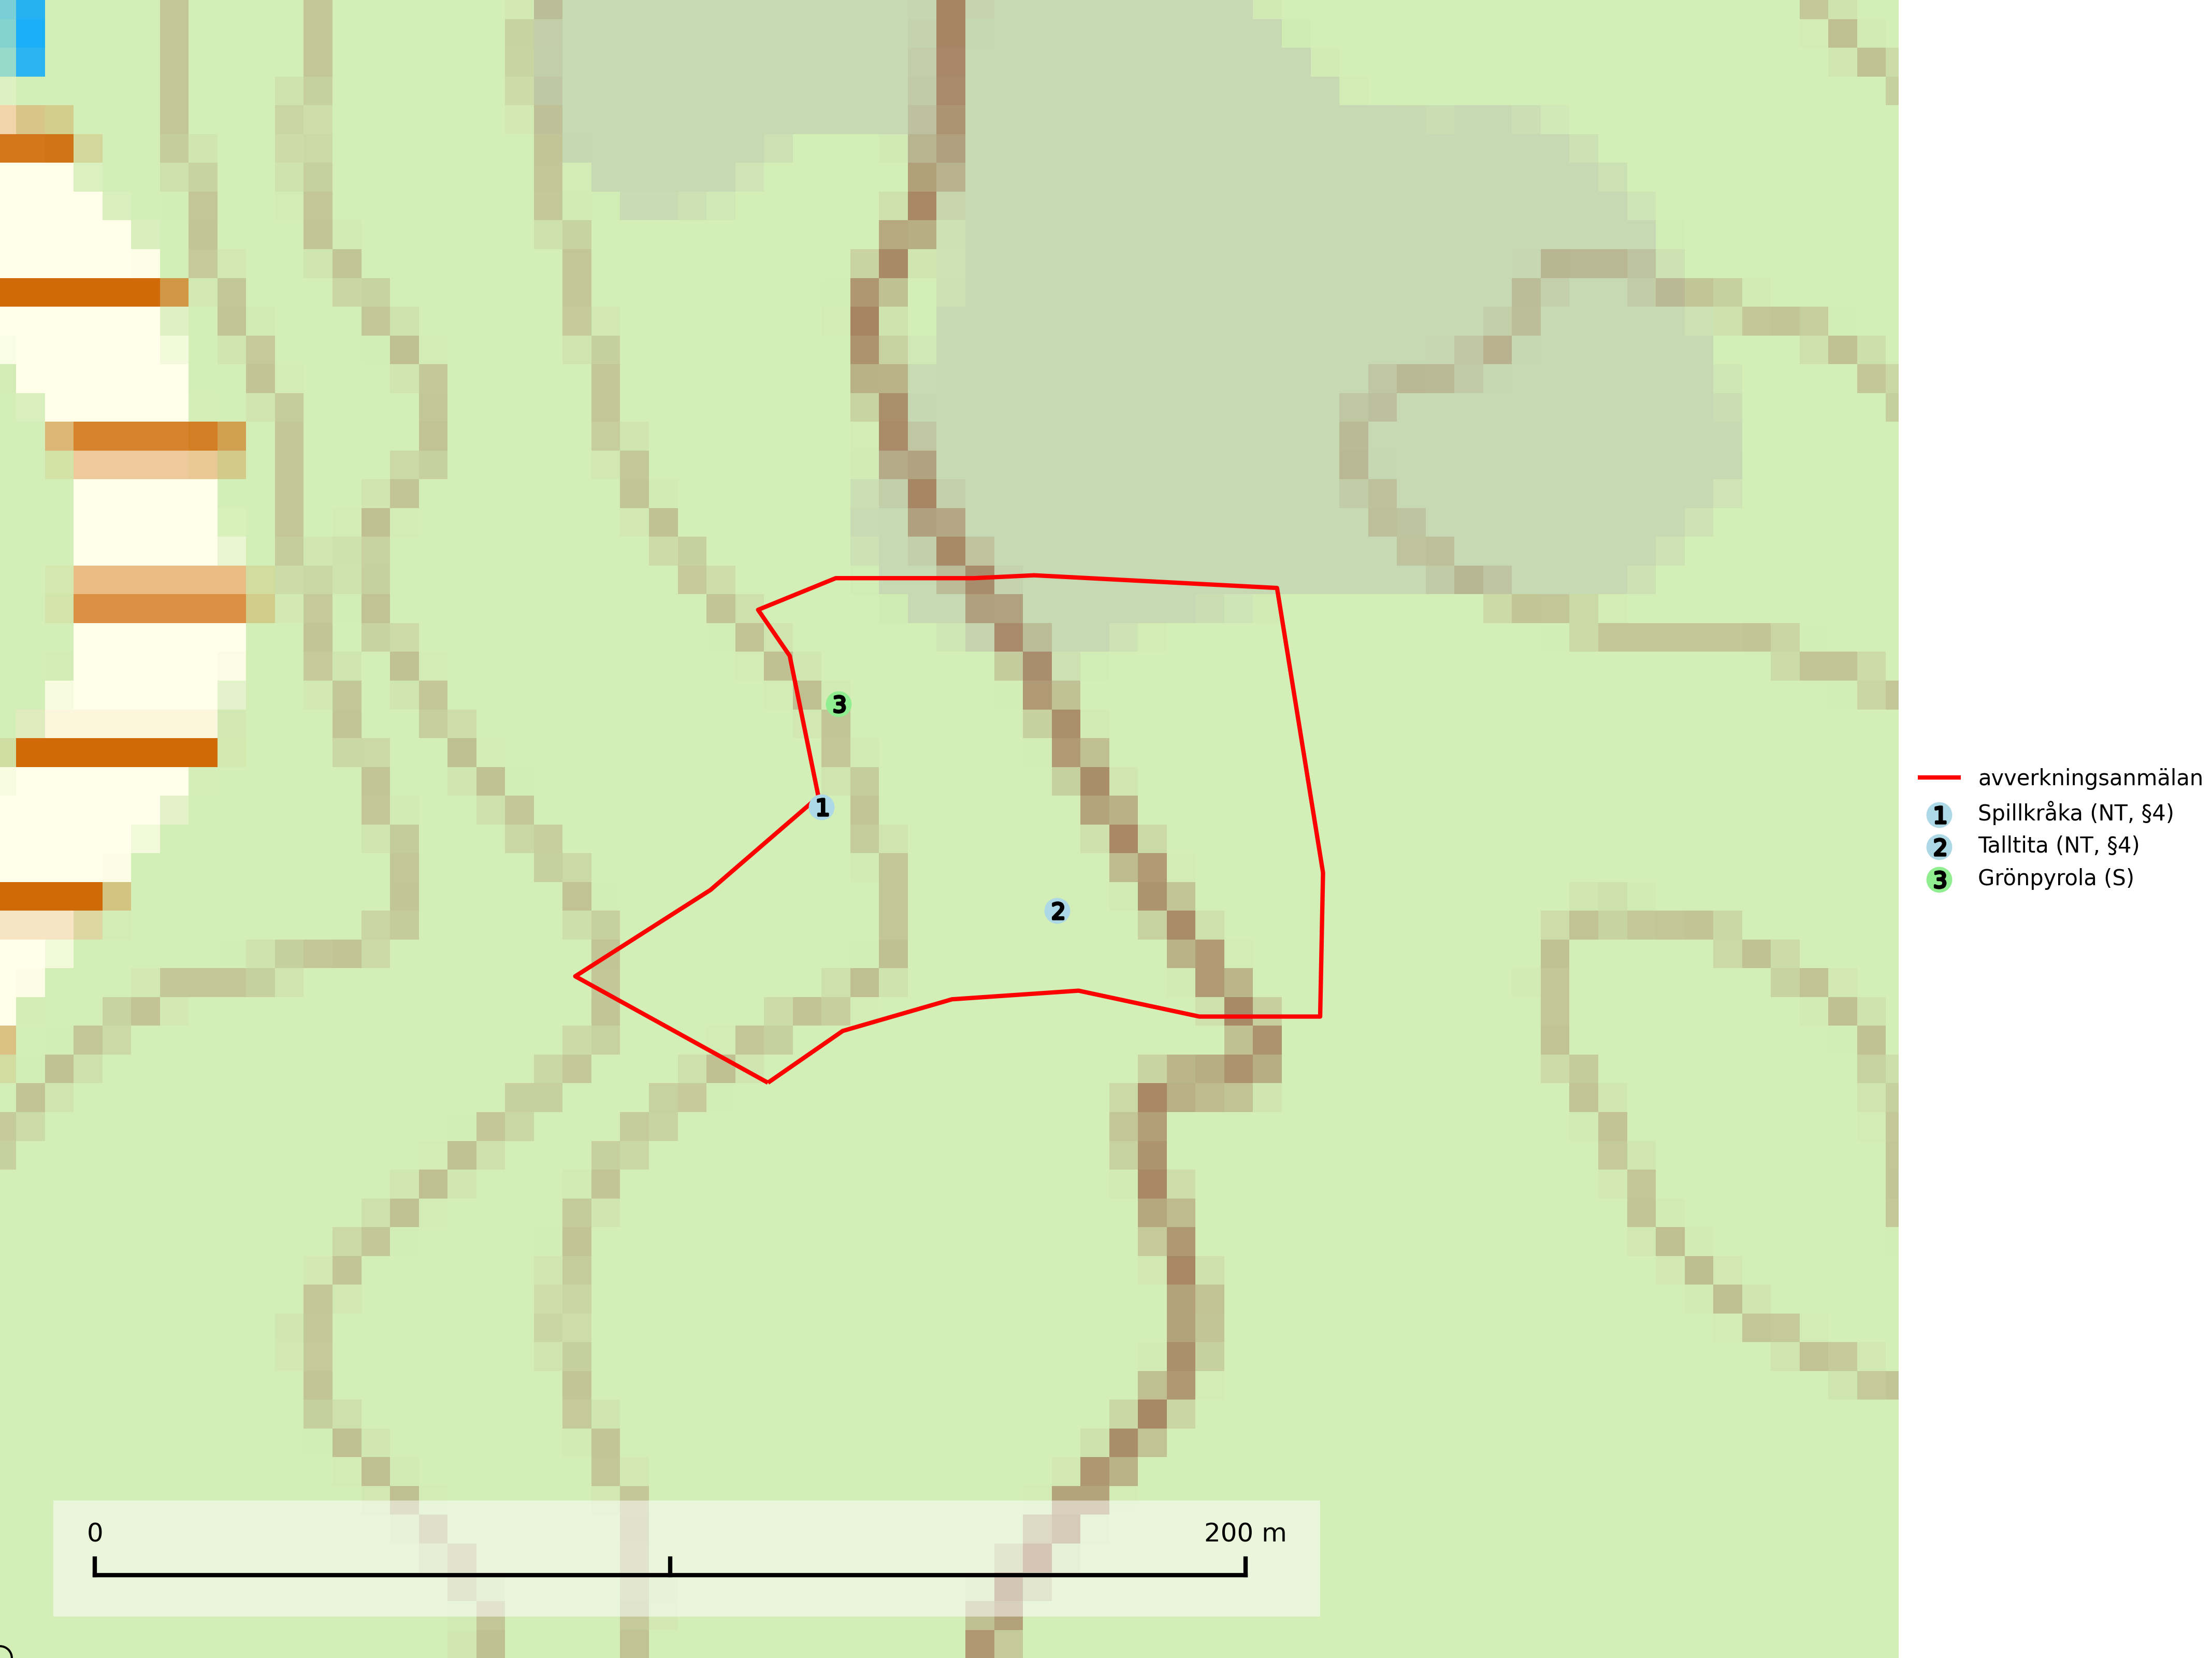 3
1
2
avverkningsanmälan
1 Spillkråka (NT, §4)
2 Talltita (NT, §4)
3 Grönpyrola (S)
0 200 m